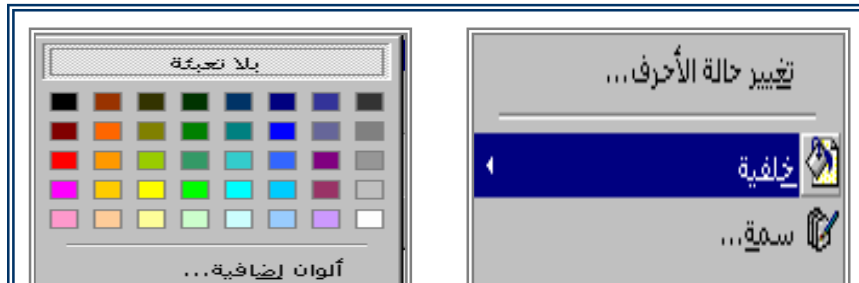 تغيير حالة الأحرف...
خلفية
سمة...
بلا تعبئة
ألوان إضافية...